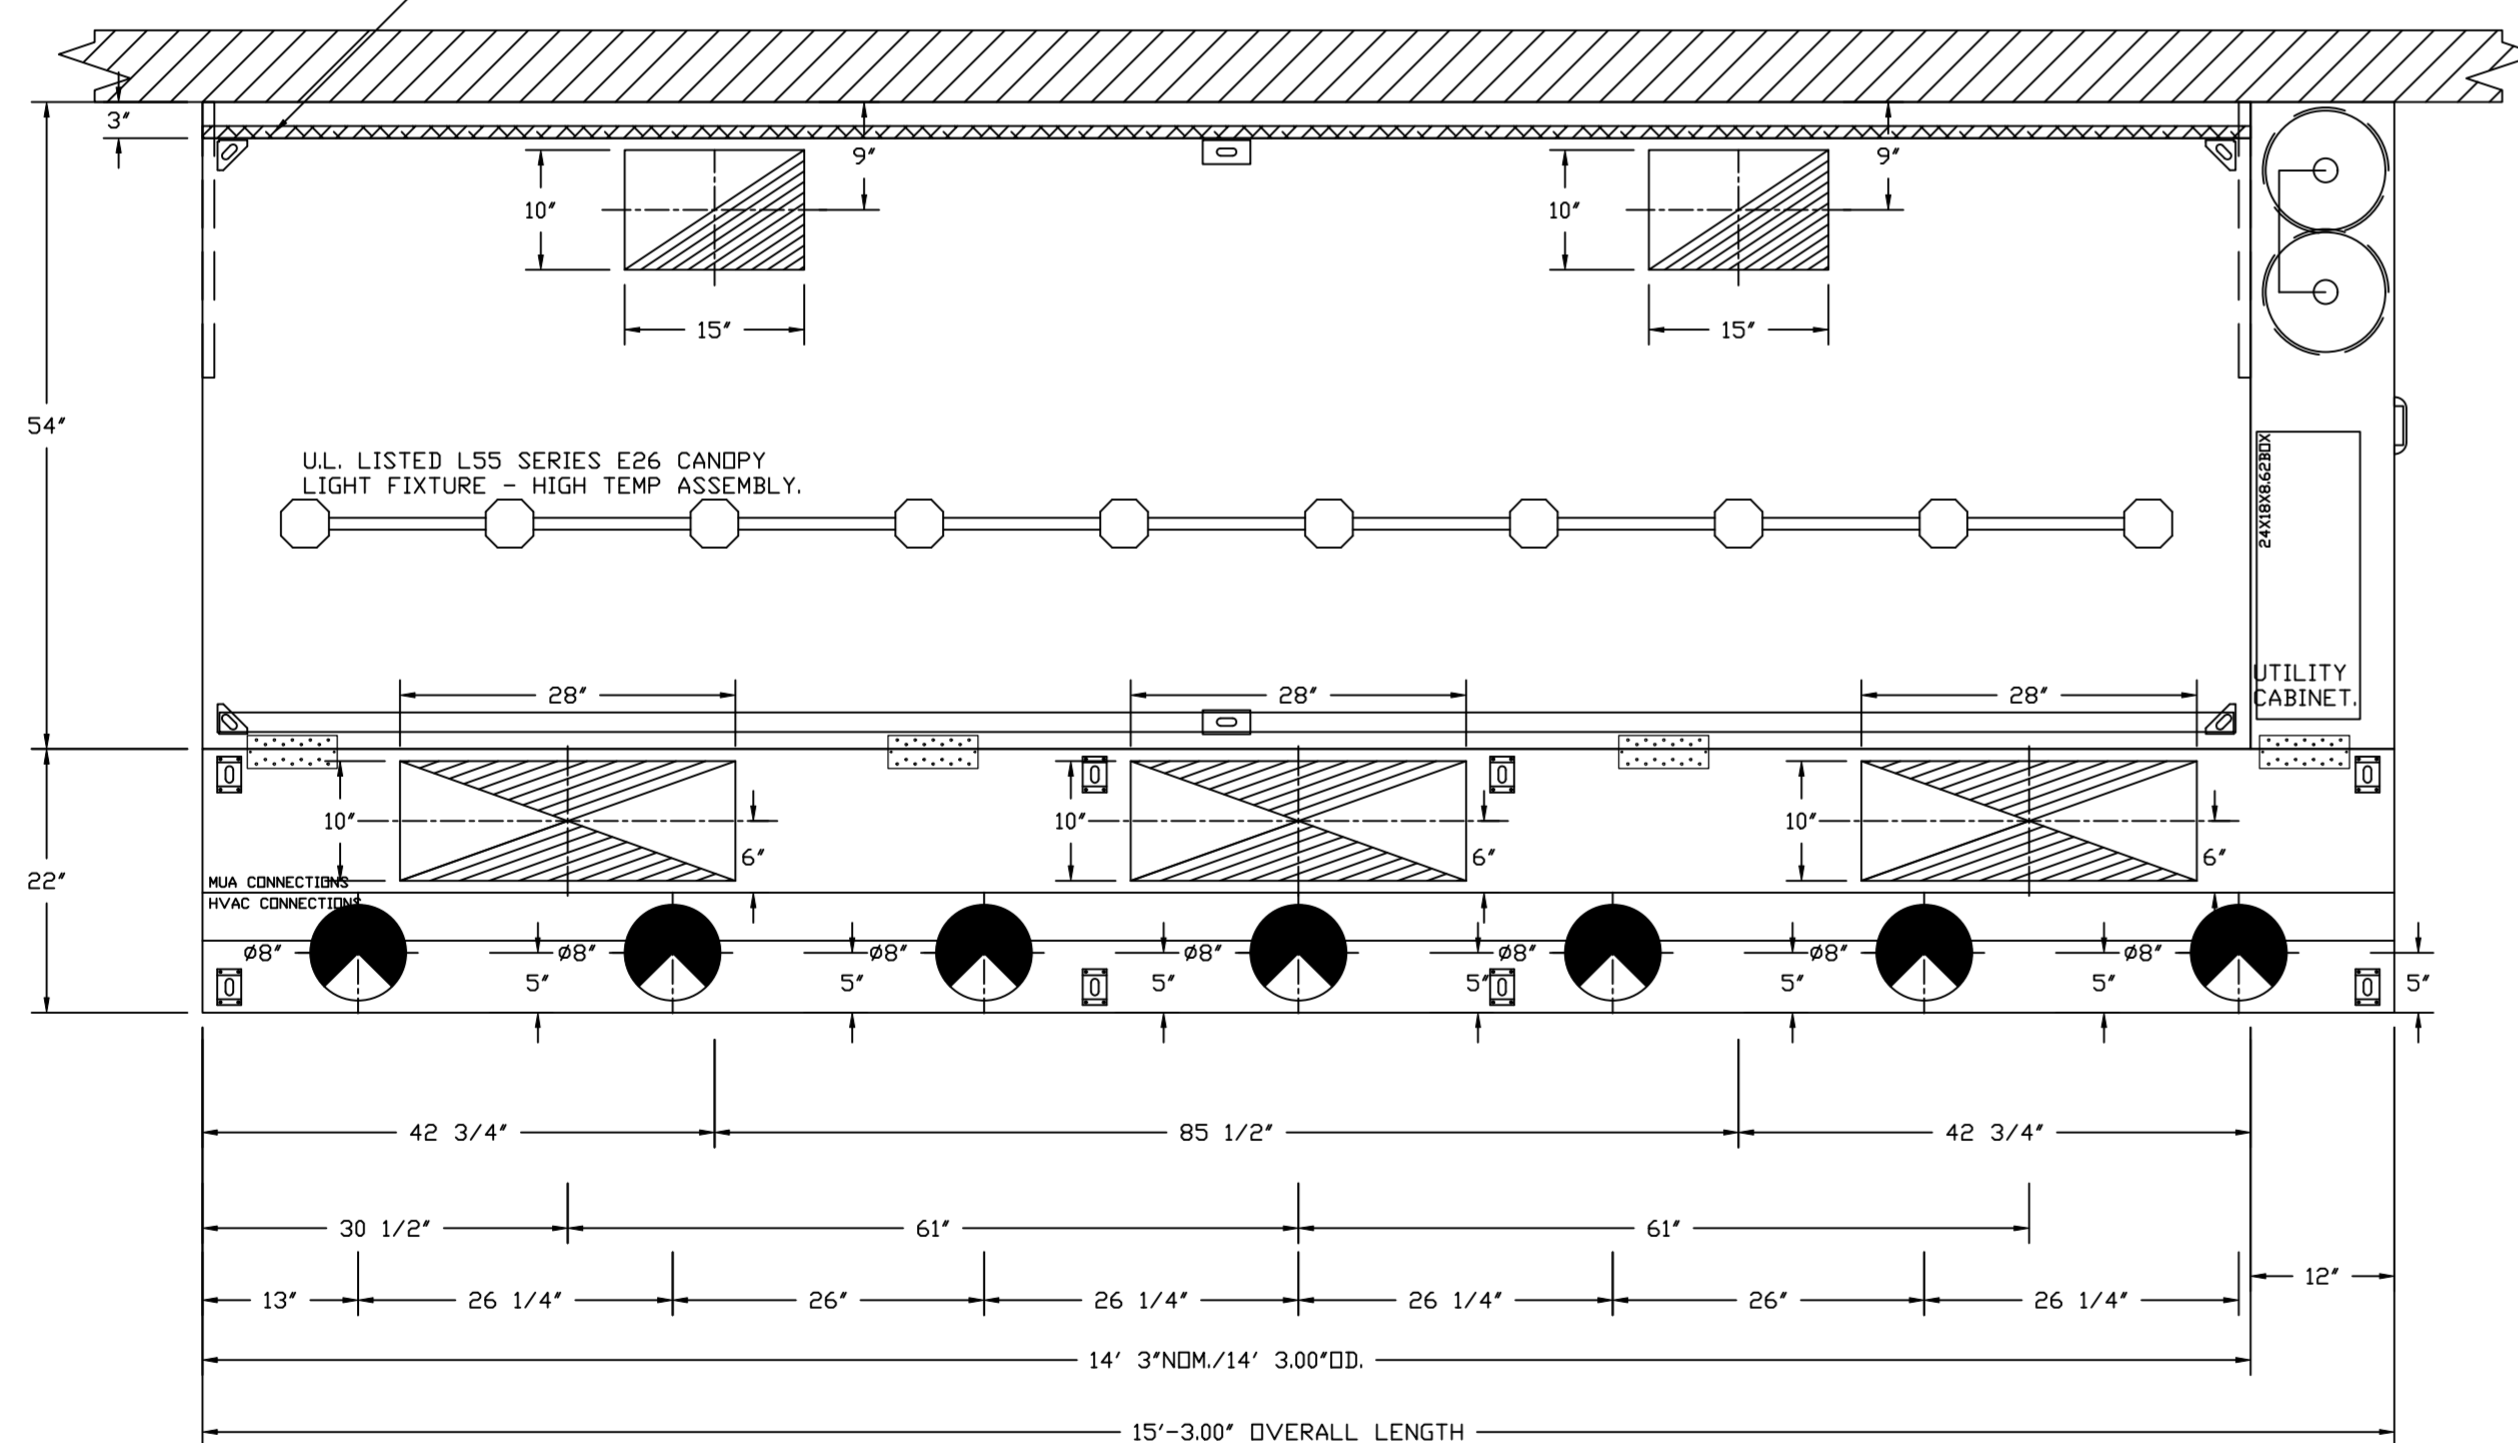 3"
9"
9"
10"
10"
15"
15"
54"
U.L. LISTED L55 SERIES E26 CANOPY
LIGHT FIXTURE - HIGH TEMP ASSEMBLY.
24X18X8.62BOX
UTILITY
CABINET.
28"
28"
28"
10"
10"
10"
6"
6"
6"
22"
MUA CONNECTIONS
HVAC CONNECTIONS
ø8"
ø8"
ø8"
ø8"
ø8"
ø8"
ø8"
5"
5"
5"
5"
5"
5"
5"
42 3/4"
85 1/2"
42 3/4"
30 1/2"
61"
61"
12"
13"
26 1/4"
26"
26 1/4"
26 1/4"
26"
26 1/4"
14' 3"NOM./14' 3.00"OD.
15'-3.00" OVERALL LENGTH